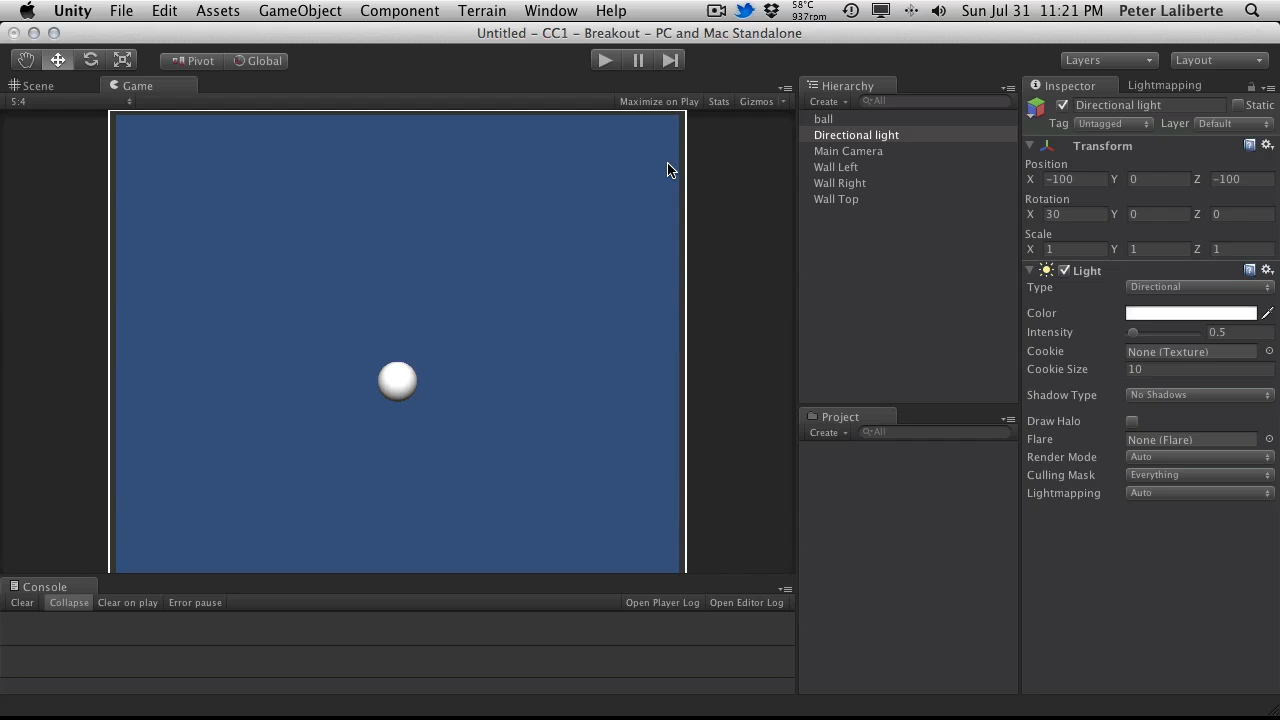 Unity File Edit Assets GameObject Component Terrain Window Help 58°C 937rpm Sun Jul 31 11:21 PM Peter Laliberte
Untitled – CC1 – Breakout – PC and Mac Standalone
Pivot Global Layers Layout
Scene Game
5:4 Maximize on Play Stats Gizmos
Hierarchy
Create All
ball
Directional light
Main Camera
Wall Left
Wall Right
Wall Top
Project
Create All
Inspector Lightmapping
Directional light Static
Tag Untagged Layer Default
Transform
Position
X -100 Y 0 Z -100
Rotation
X 30 Y 0 Z 0
Scale
X 1 Y 1 Z 1
Light
Type Directional
Color
Intensity 0.5
Cookie None (Texture)
Cookie Size 10
Shadow Type No Shadows
Draw Halo
Flare None (Flare)
Render Mode Auto
Culling Mask Everything
Lightmapping Auto
Console
Clear Collapse Clear on play Error pause Open Player Log Open Editor Log